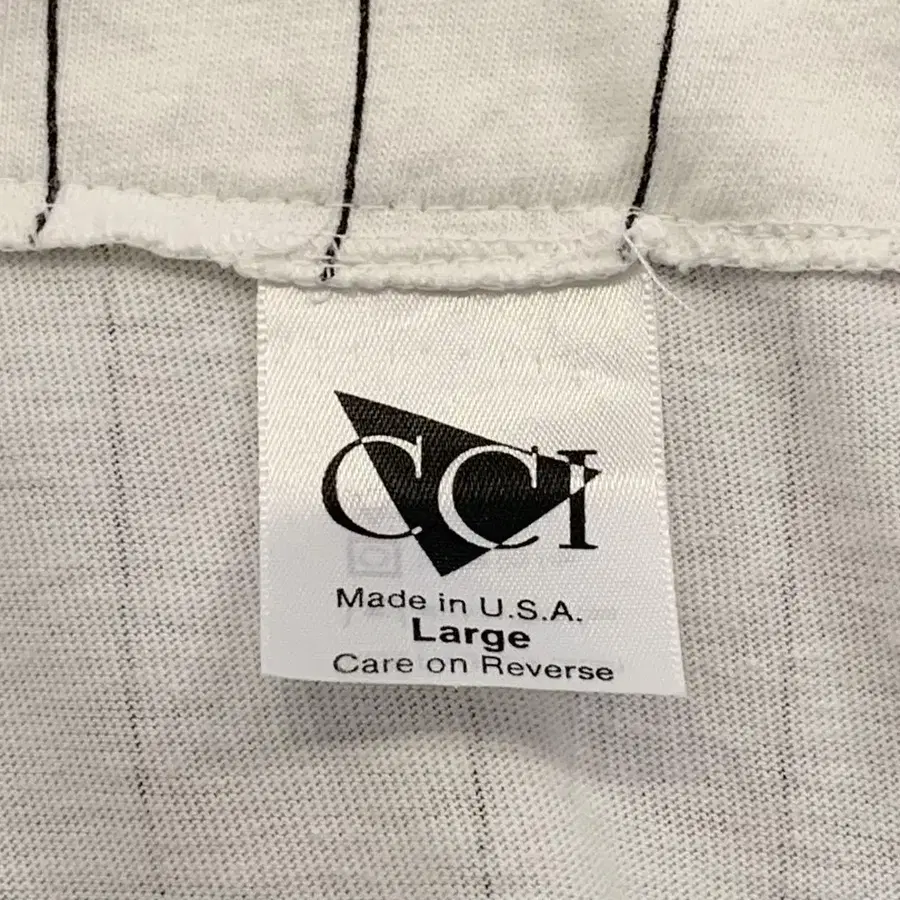 CCI
Made in U.S.A.
Large
Care on Reverse